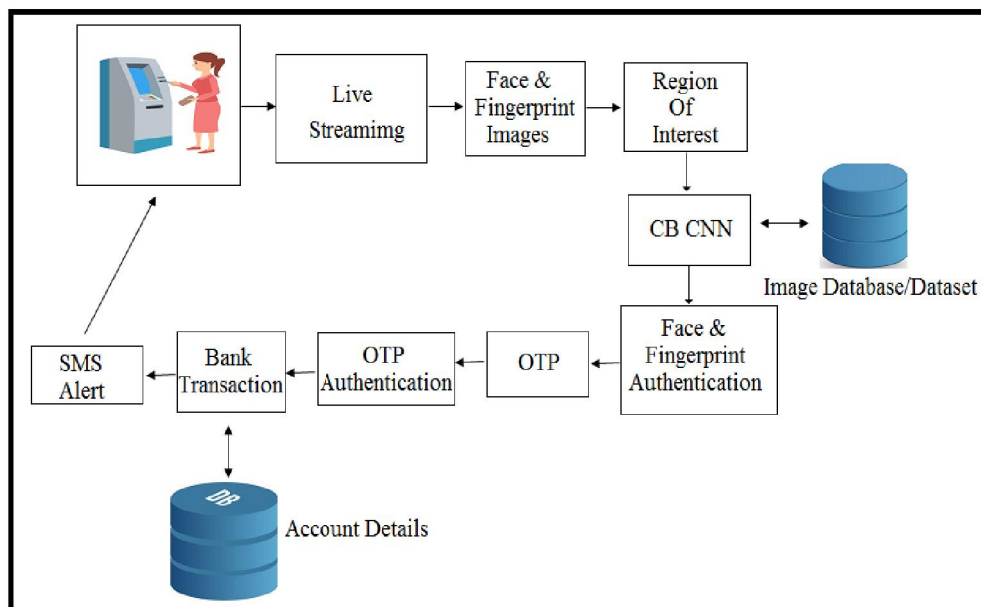 Live
Streamimg
Face &
Fingerprint
Images
Region
Of
Interest
CB CNN
Image Database/Dataset
Face &
Fingerprint
Authentication
OTP
OTP
Authentication
Bank
Transaction
SMS
Alert
DB
Account Details